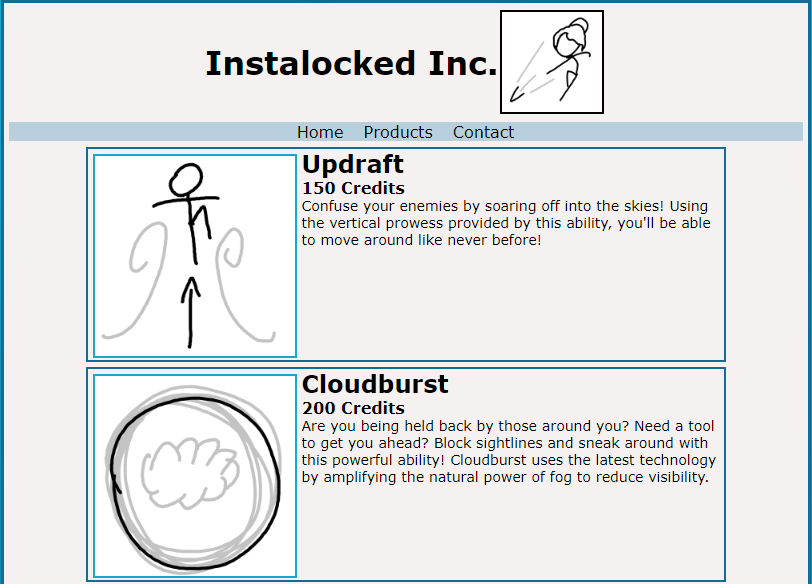 Instalocked Inc.
Home Products Contact
Updraft
150 Credits
Confuse your enemies by soaring off into the skies! Using
the vertical prowess provided by this ability, you'll be able
to move around like never before!
Cloudburst
200 Credits
Are you being held back by those around you? Need a tool
to get you ahead? Block sightlines and sneak around with
this powerful ability! Cloudburst uses the latest technology
by amplifying the natural power of fog to reduce visibility.